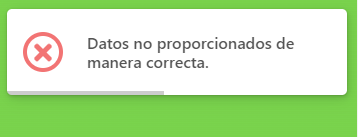 Datos no proporcionados de
manera correcta.